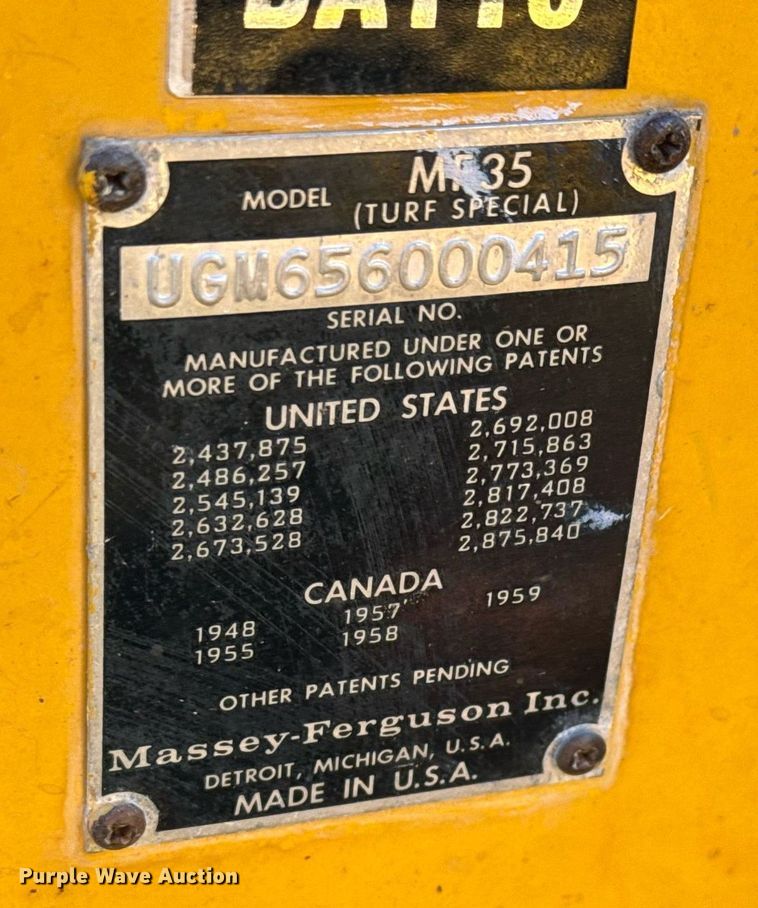 MODEL MF35
(TURF SPECIAL)
UGM656000415
SERIAL NO.
MANUFACTURED UNDER ONE OR
MORE OF THE FOLLOWING PATENTS
UNITED STATES
2,437,875 2,692,008
2,486,257 2,715,863
2,545,139 2,773,369
2,632,628 2,817,408
2,673,528 2,822,737
2,875,840
CANADA
1948 1957 1959
1955 1958
OTHER PATENTS PENDING
Massey-Ferguson Inc.
DETROIT, MICHIGAN, U.S.A.
MADE IN U.S.A.
Purple Wave Auction